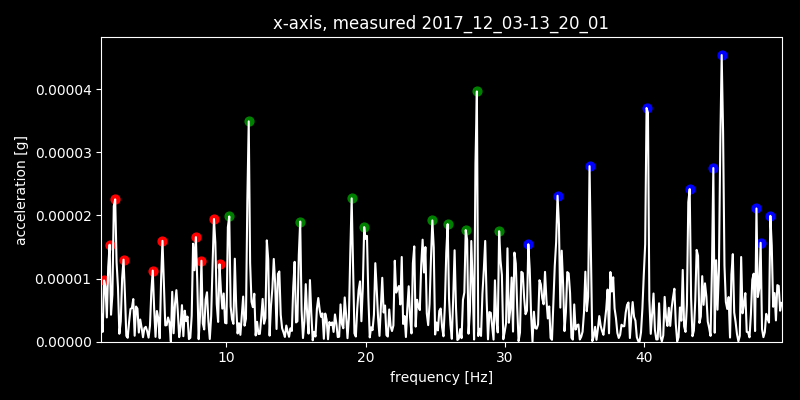 x-axis, measured 2017_12_03-13_20_01
acceleration [g]
0.00004
0.00003
0.00002
0.00001
0.00000
10 20 30 40
frequency [Hz]